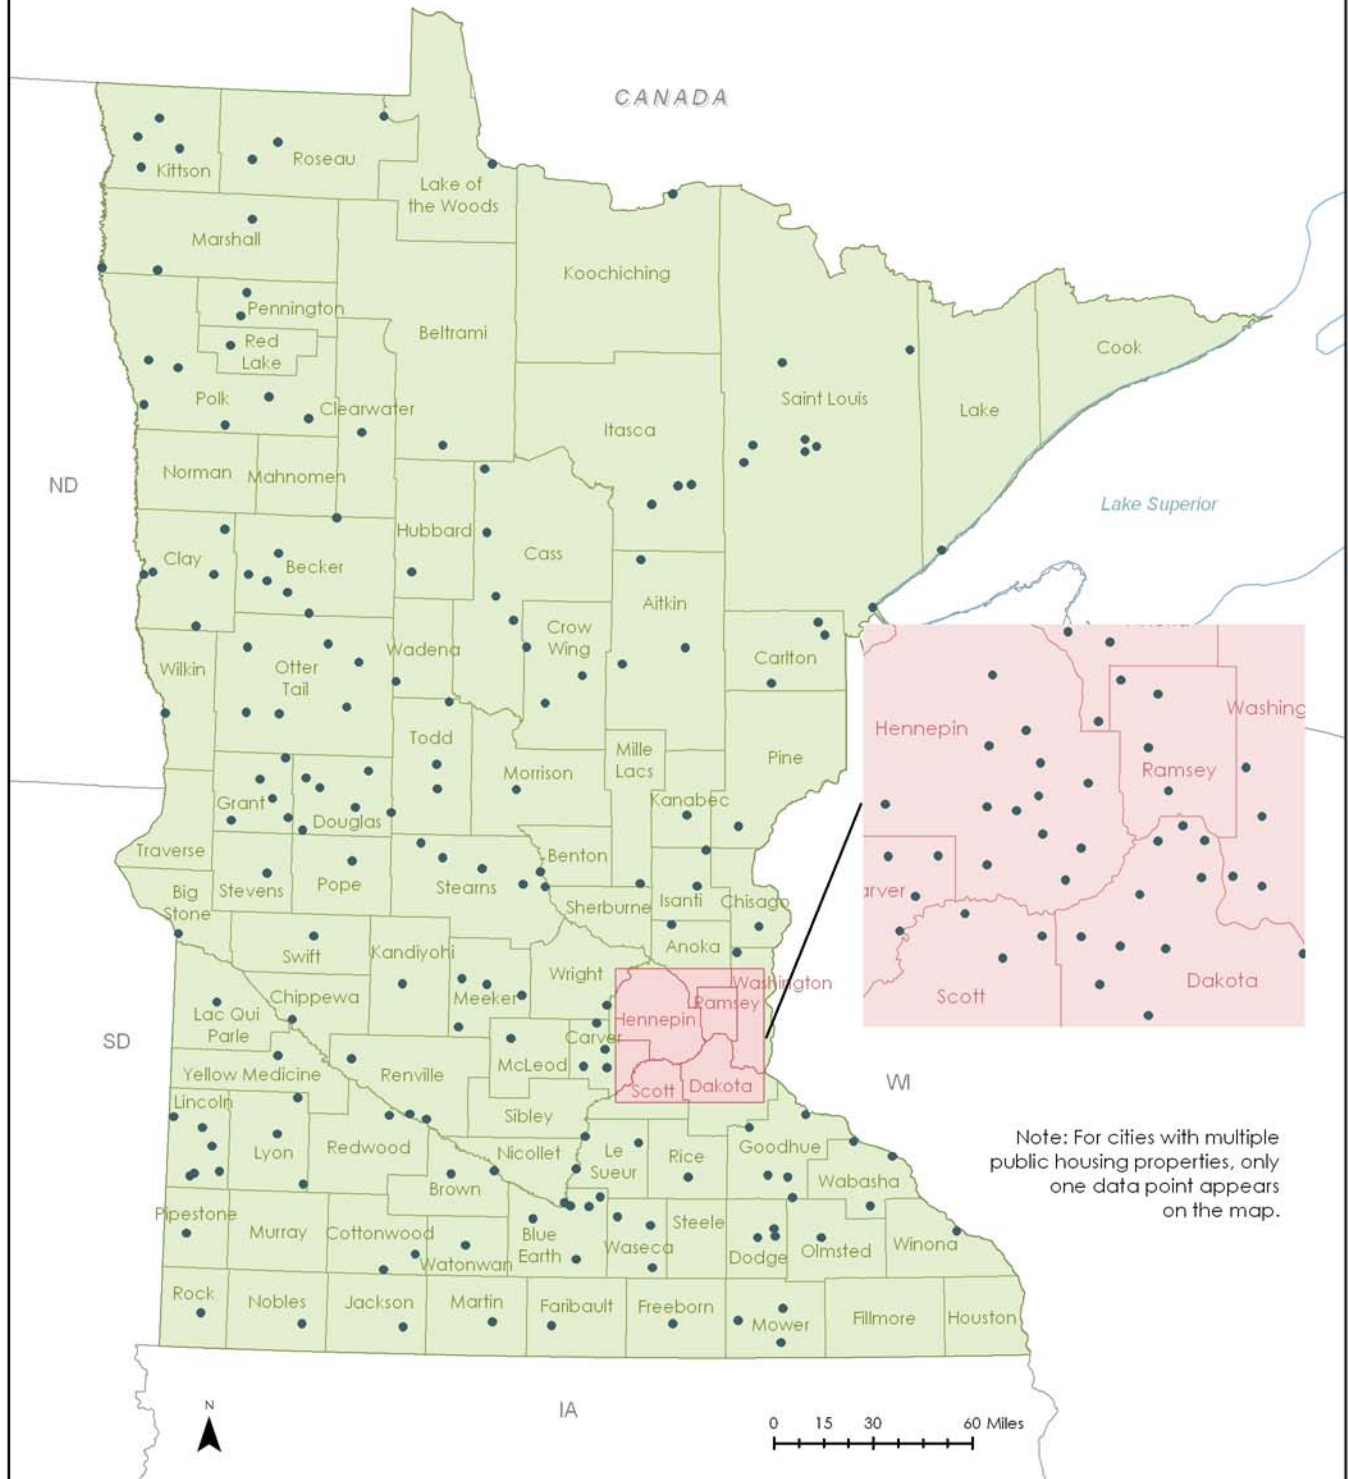 CANADA
Kittson
Roseau
Lake of
the Woods
Marshall
Koochiching
Pennington
Beltrami
Red
Lake
Cook
Polk
Clearwater
Saint Louis
Lake
Itasca
Norman
Mahnomen
ND
Lake Superior
Hubbard
Clay
Becker
Cass
Aitkin
Crow
Wing
Wadena
Carlton
Wilkin
Otter
Tail
Hennepin
Washing
Ramsey
arver
Scott
Dakota
Todd
Mille
Lacs
Pine
Morrison
Grant
Kanabec
Douglas
Traverse
Benton
Big
Stone
Stevens
Pope
Stearns
Sherburne
Isanti
Chisago
Swift
Kandiyohi
Anoka
Wright
Washington
Chippewa
Meeker
Ramsey
Lac Qui
Parle
Hennepin
SD
Carver
McLeod
Yellow Medicine
Renville
Scott
Dakota
WI
Lincoln
Sibley
Note: For cities with multiple
public housing properties, only
one data point appears
on the map.
Lyon
Redwood
Nicollet
Le
Sueur
Rice
Goodhue
Brown
Wabasha
Pipestone
Murray
Cottonwood
Watonwan
Blue
Earth
Waseca
Steele
Dodge
Olmsted
Winona
Rock
Nobles
Jackson
Martin
Faribault
Freeborn
Mower
Fillmore
Houston
N
IA
0 15 30 60 Miles